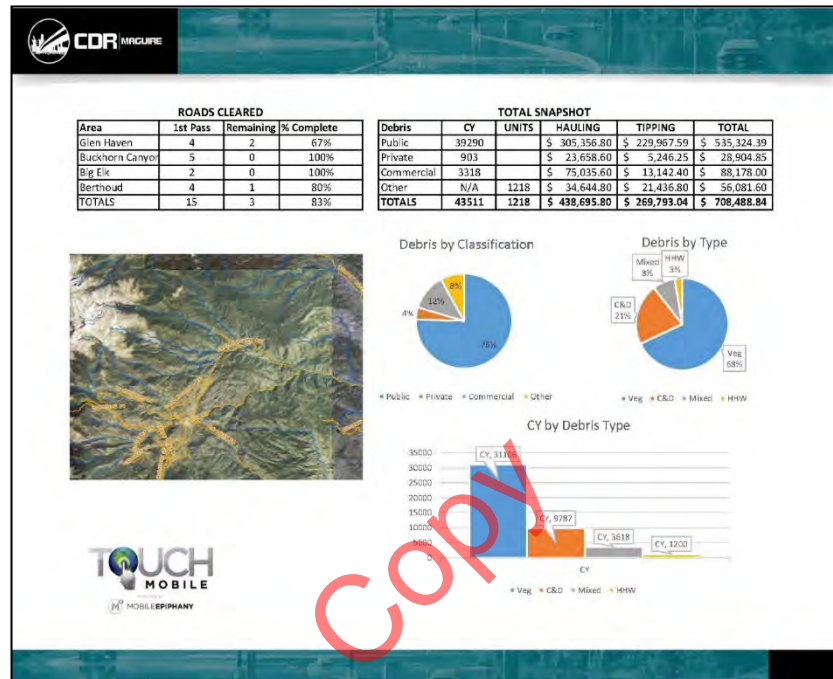 CDR MAGUIRE
ROADS CLEARED
Area 1st Pass Remaining % Complete
Glen Haven 4 2 67%
Buckhorn Canyor 5 0 100%
Big Elk 2 0 100%
Berthoud 4 1 80%
TOTALS 15 3 83%
TOTAL SNAPSHOT
Debris CY UNITS HAULING TIPPING TOTAL
Public 39290 $ 305,356.80 $ 229,967.59 $ 535,324.39
Private 903 $ 23,658.60 $ 5,246.25 $ 28,904.85
Commercial 3318 $ 75,035.60 $ 13,142.40 $ 88,178.00
Other N/A 1218 $ 34,644.80 $ 21,436.80 $ 56,081.60
TOTALS 43511 1218 $ 438,695.80 $ 269,793.04 $ 708,488.84
Debris by Classification
8%
12%
4%
76%
Public Private Commercial Other
Debris by Type
Mixed 8%
HHW 3%
C&D 21%
Veg 68%
Veg C&D Mixed HHW
CY by Debris Type
35000
30000
25000
20000
15000
10000
5000
0
CY, 31106
CY, 9787
CY, 3618
CY, 1200
CY
Veg C&D Mixed HHW
TOUCH
MOBILE
MOBILEEPIPHANY
Copy